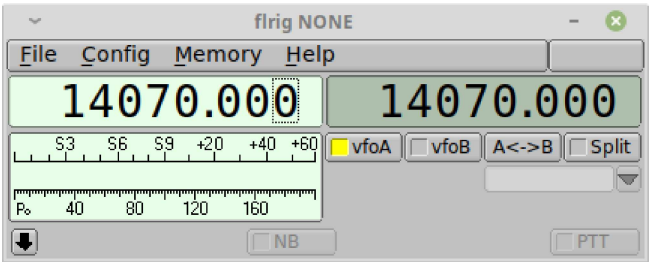 flrig NONE
File Config Memory Help
14070.000 14070.000
S3 S6 S9 +20 +40 +60 vfoA vfoB A<->B Split
Po 40 80 120 160
NB PTT